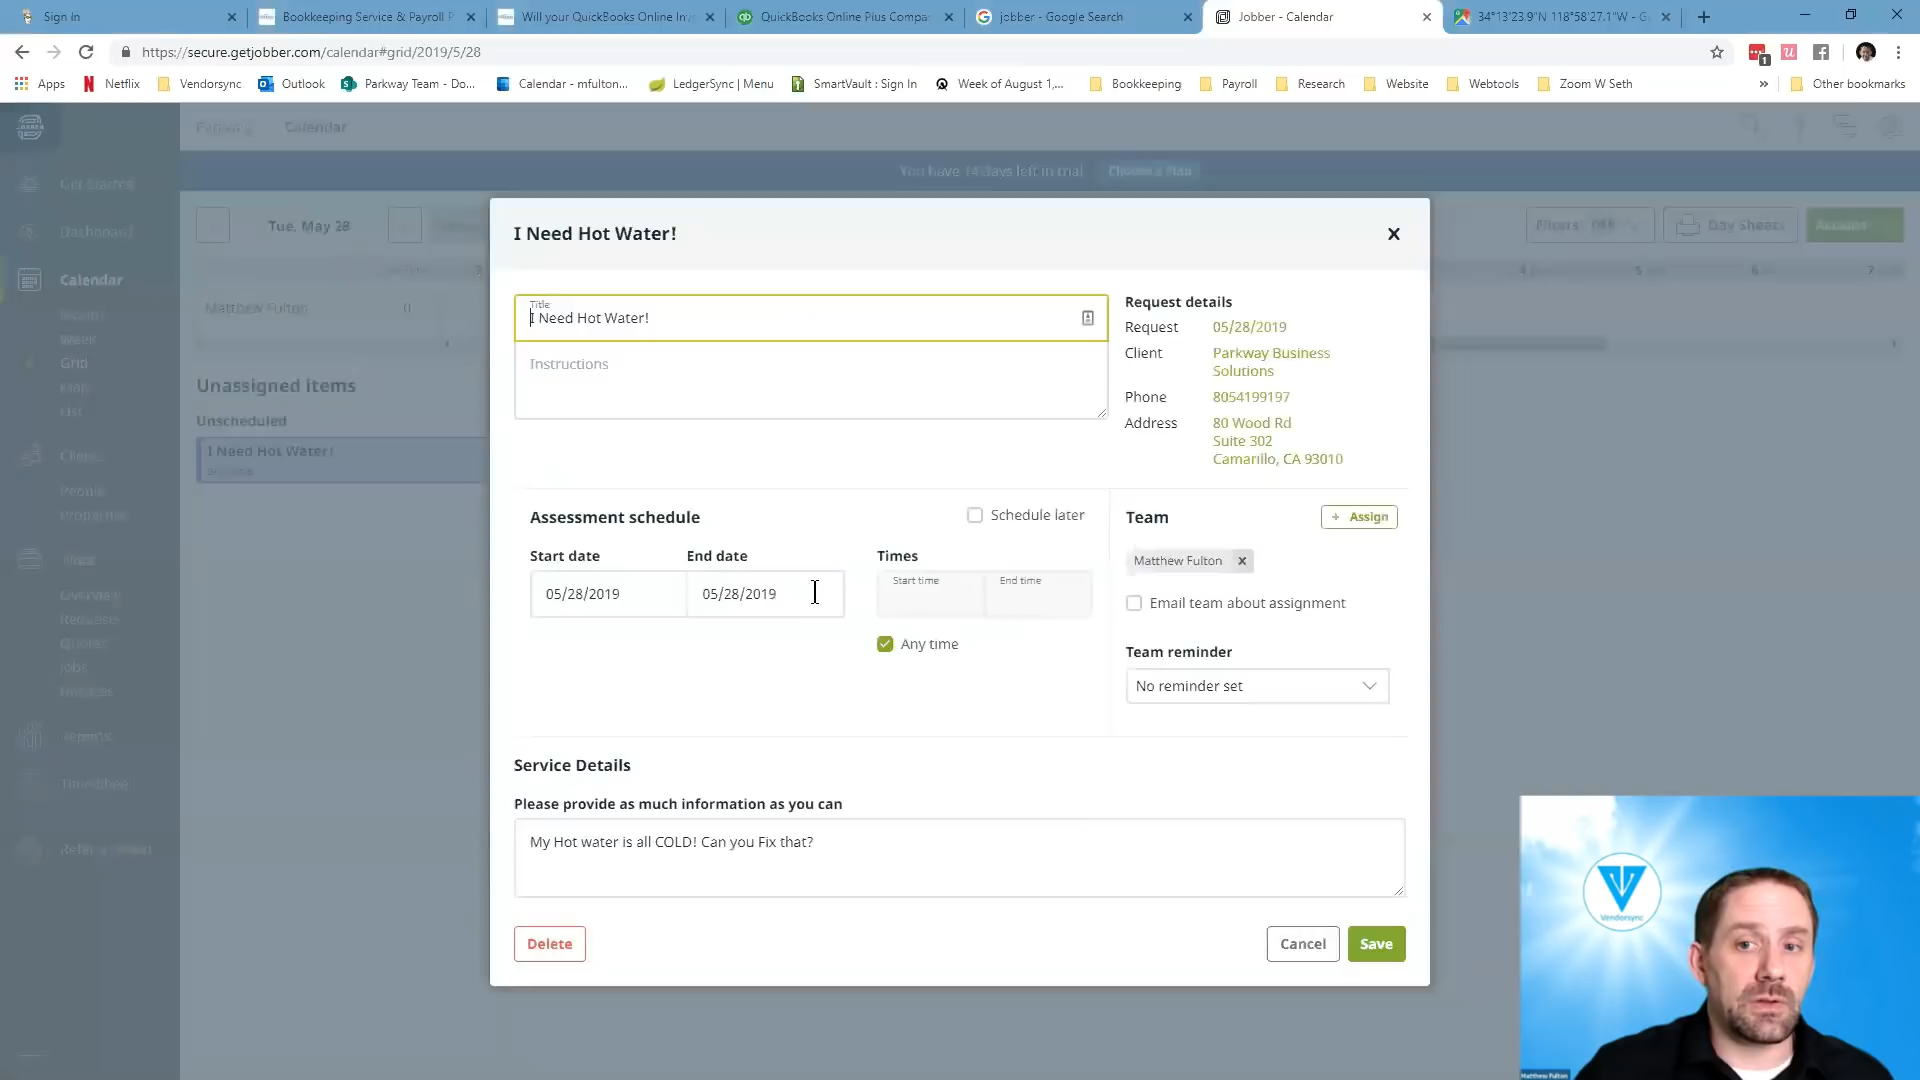 Sign In
Bookkeeping Service & Payroll P
Will your QuickBooks Online Inv
QuickBooks Online Plus Compa
jobber - Google Search
Jobber - Calendar
34°13'23.9"N 118°58'27.1"W - G
https://secure.getjobber.com/calendar#grid/2019/5/28
1
Apps
Netflix
Vendorsync
Outlook
Parkway Team - Do...
Calendar - mfulton...
LedgerSync | Menu
SmartVault : Sign In
Week of August 1,...
Bookkeeping
Payroll
Research
Website
Webtools
Zoom W Seth
Other bookmarks
Calendar
You have 14 days left in trial
Choose a Plan
Get Started
Dashboard
Calendar
Month
Week
Grid
Map
List
Clients
People
Properties
Work
Overview
Requests
Quotes
Jobs
Invoices
Reports
Timesheet
Refer a Friend
Tue, May 28
Filters
Day Sheets
4
5
6
7
Matthew Fulton
0
Unassigned items
Unscheduled
I Need Hot Water!
I Need Hot Water!
Title
I Need Hot Water!
Instructions
Request details
Request 05/28/2019
Client Parkway Business
Solutions
Phone 8054199197
Address 80 Wood Rd
Suite 302
Camarillo, CA 93010
Assessment schedule
Schedule later
Start date
End date
Times
05/28/2019
05/28/2019
Start time
End time
Any time
Team
+ Assign
Matthew Fulton
Email team about assignment
Team reminder
No reminder set
Service Details
Please provide as much information as you can
My Hot water is all COLD! Can you Fix that?
Delete
Cancel
Save
Vendorsync
Matthew Fulton